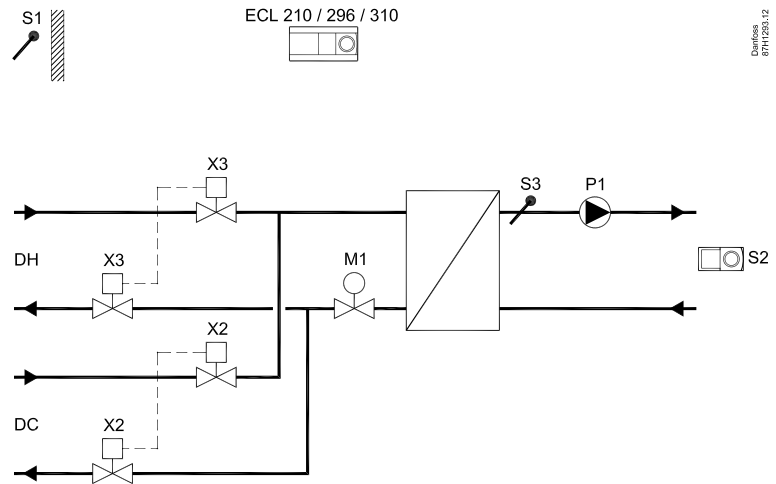 S1
ECL 210 / 296 / 310
Danfoss
87H1293.12
X3
S3
P1
DH
X3
M1
S2
X2
DC
X2